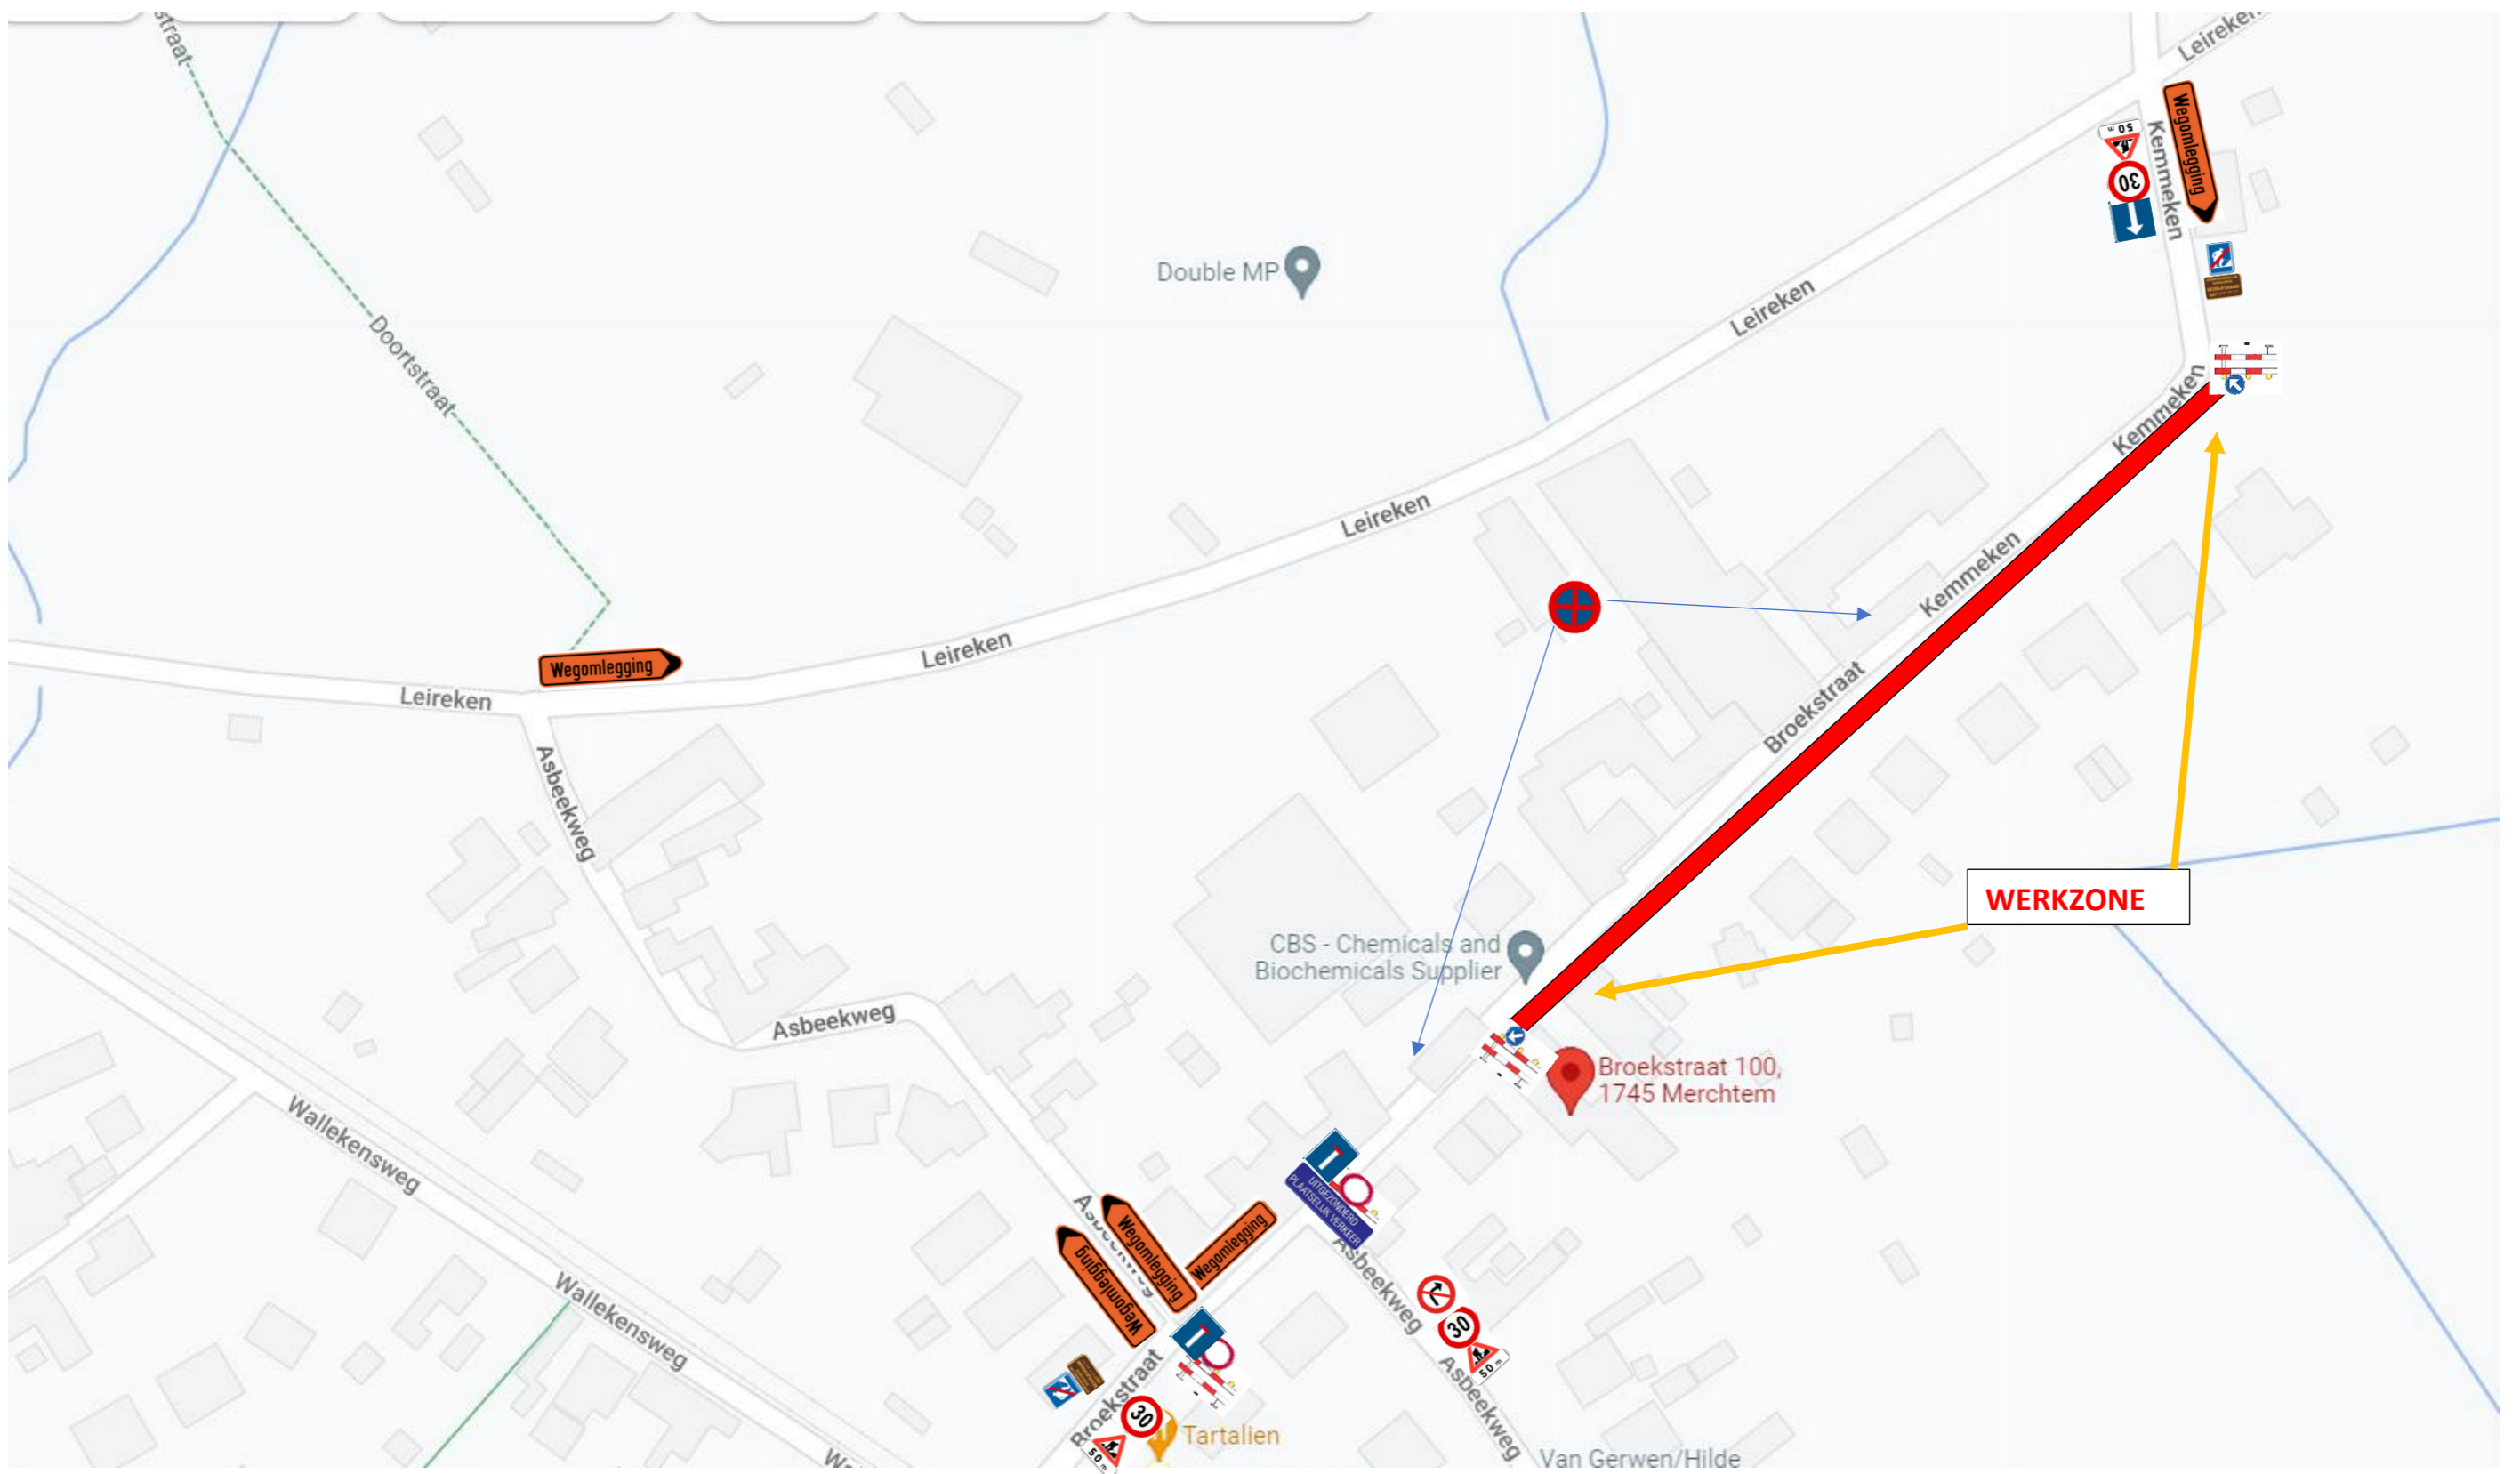 straat
Leireken
Wegomlegging
Kemmeken
50 m
30
Double MP
Leireken
Doortstraat
Kemmeken
Leireken
Kemmeken
Wegomlegging
Leireken
Leireken
Broekstraat
Asbeekweg
WERKZONE
CBS - Chemicals and
Biochemicals Supplier
Asbeekweg
Broekstraat 100,
1745 Merchtem
Wallekensweg
UITGEZONDERD
PLAATSELIJK VERKEER
Wegomlegging
Wegomlegging
Wegomlegging
Asbeekweg
Wallekensweg
30
50 m
Broekstraat
Asbeekweg
30
50 m
Tartalien
Van Gerwen/Hilde